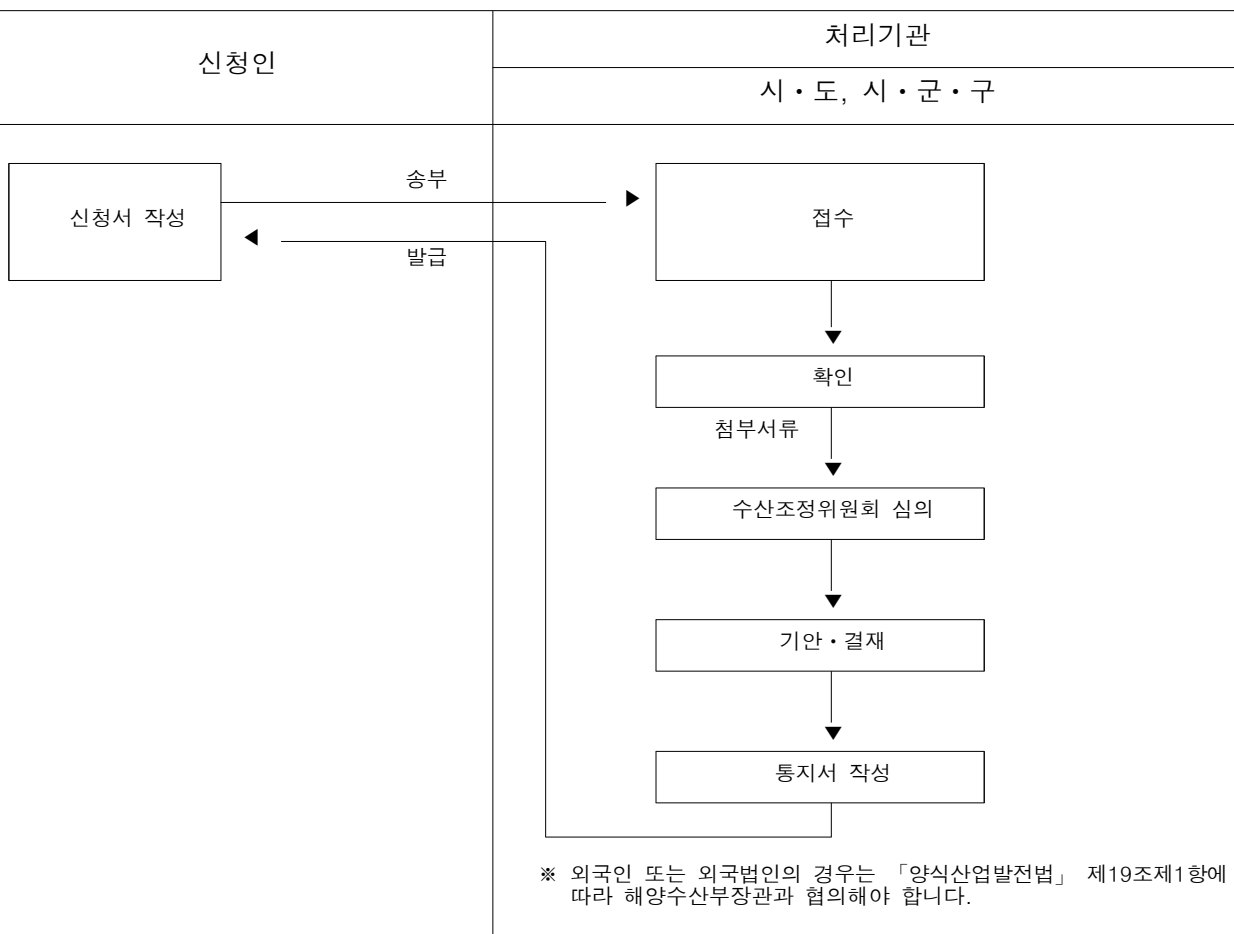 신청인
처리기관
시・도, 시・군・구
신청서 작성
송부
발급
접수
확인
첨부서류
수산조정위원회 심의
기안・결재
통지서 작성
※ 외국인 또는 외국법인의 경우는 「양식산업발전법」 제19조제1항에
따라 해양수산부장관과 협의해야 합니다.